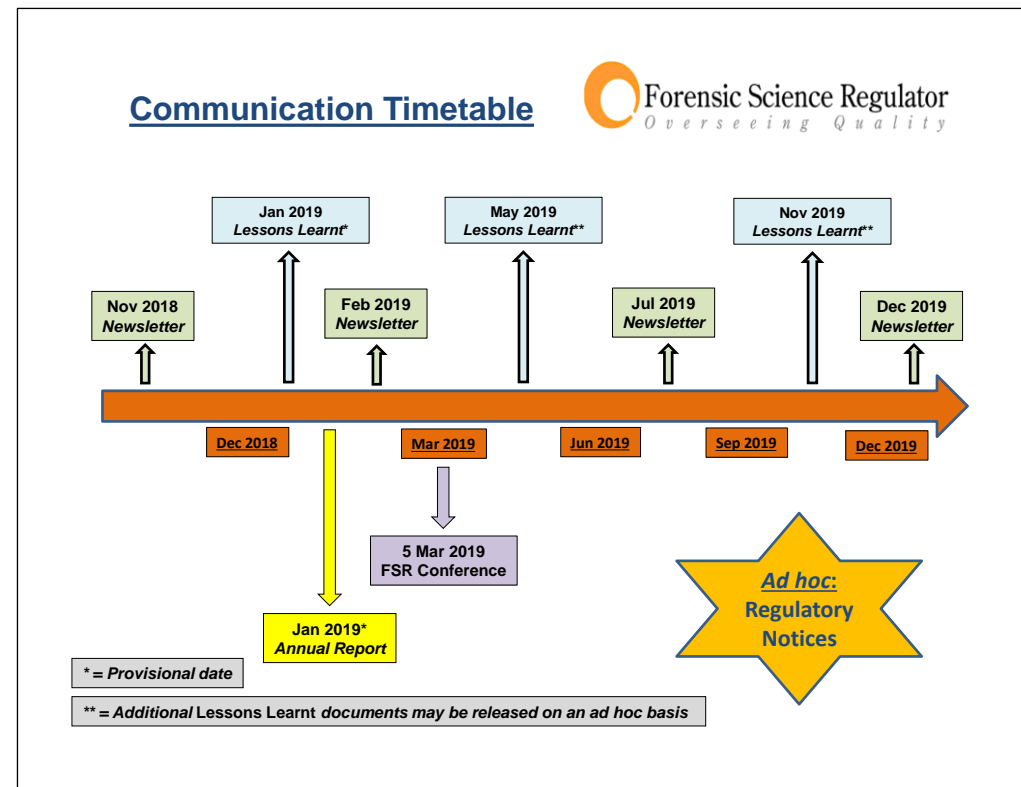 Communication Timetable
Forensic Science Regulator
Overseeing Quality
Jan 2019
Lessons Learnt*
May 2019
Lessons Learnt**
Nov 2019
Lessons Learnt**
Nov 2018
Newsletter
Feb 2019
Newsletter
Jul 2019
Newsletter
Dec 2019
Newsletter
Dec 2018
Mar 2019
Jun 2019
Sep 2019
Dec 2019
5 Mar 2019
FSR Conference
Jan 2019*
Annual Report
Ad hoc:
Regulatory
Notices
* = Provisional date
** = Additional Lessons Learnt documents may be released on an ad hoc basis